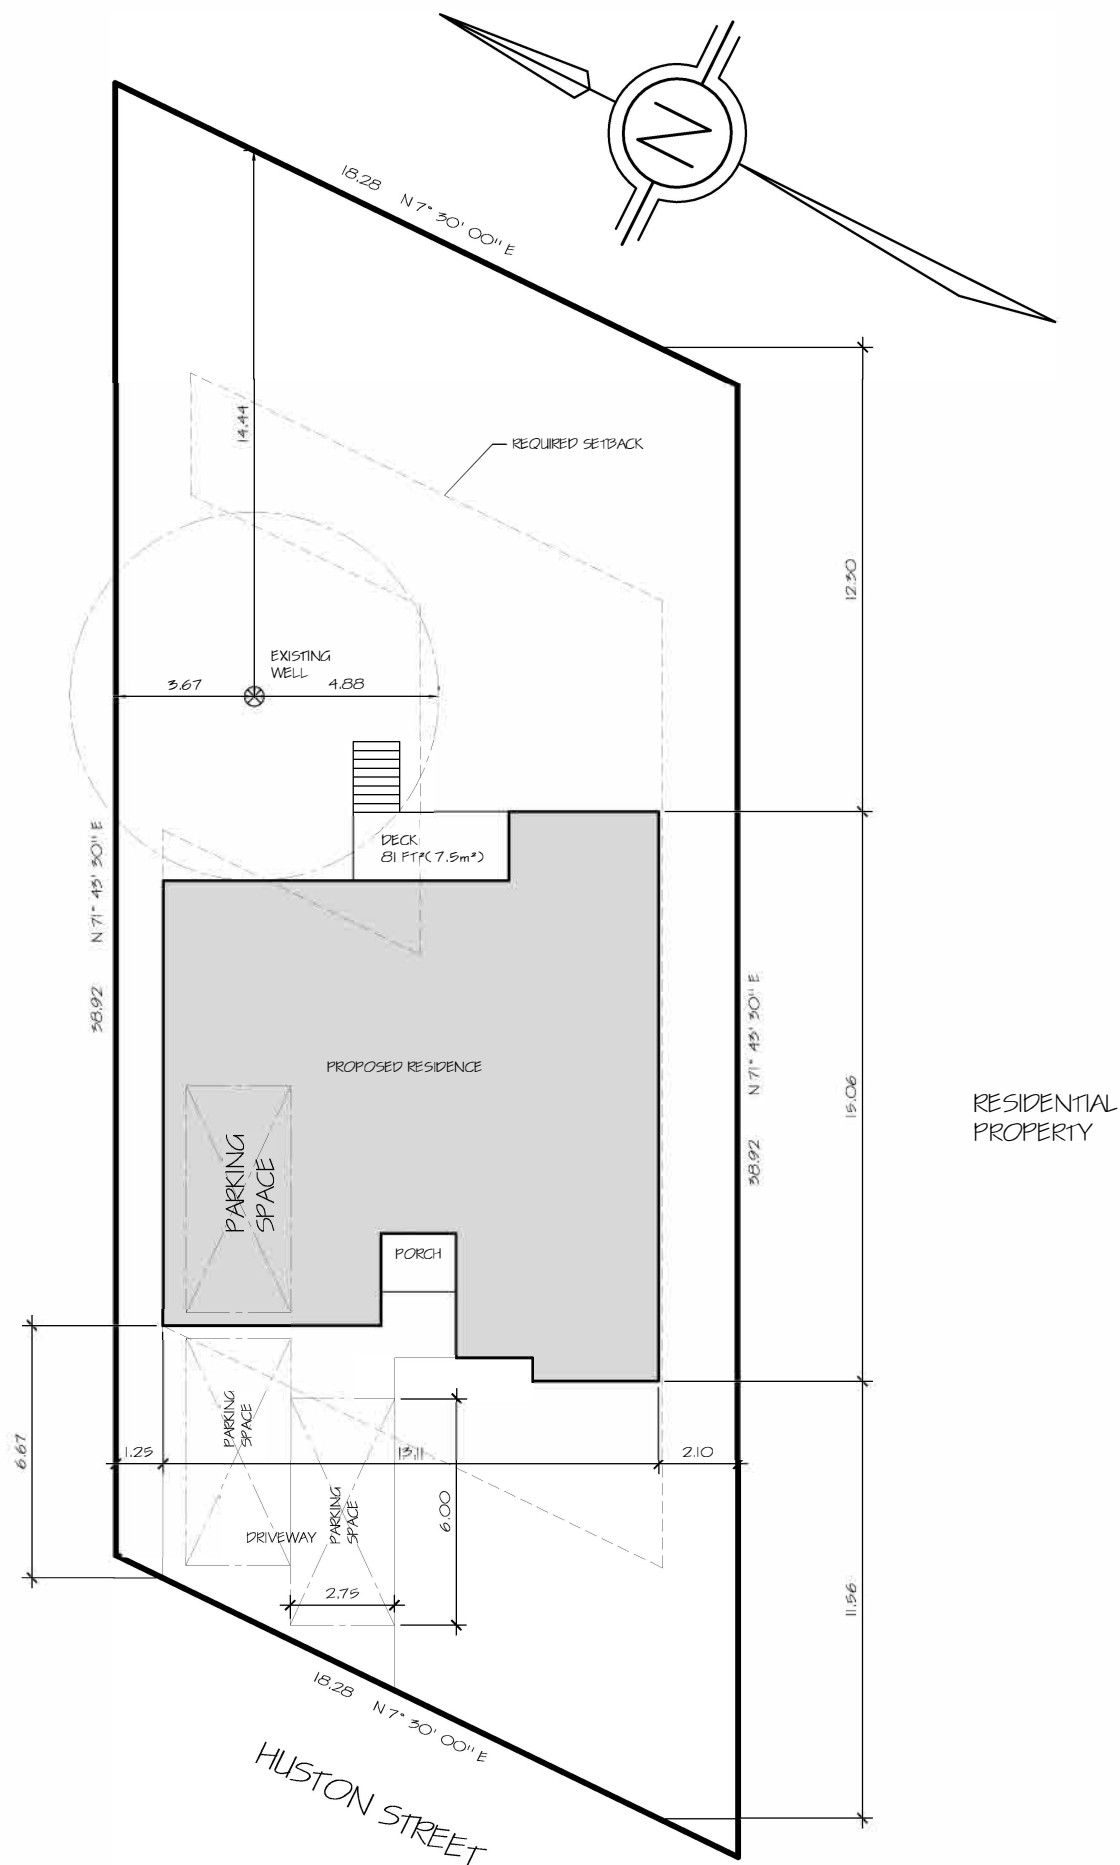 N
18.28 N 7° 30' 00" E
14.44
REQUIRED SETBACK
12.30
EXISTING
WELL
3.67
4.88
DECK
81 FT²(7.5m²)
38.92 N 71° 43' 30" E
38.92 N 71° 43' 30" E
PROPOSED RESIDENCE
15.06
RESIDENTIAL
PROPERTY
PARKING
SPACE
PORCH
6.67
PARKING
SPACE
1.25
13.11
2.10
PARKING
SPACE
6.00
DRIVEWAY
2.75
11.56
18.28 N 7° 30' 00" E
HUSTON STREET